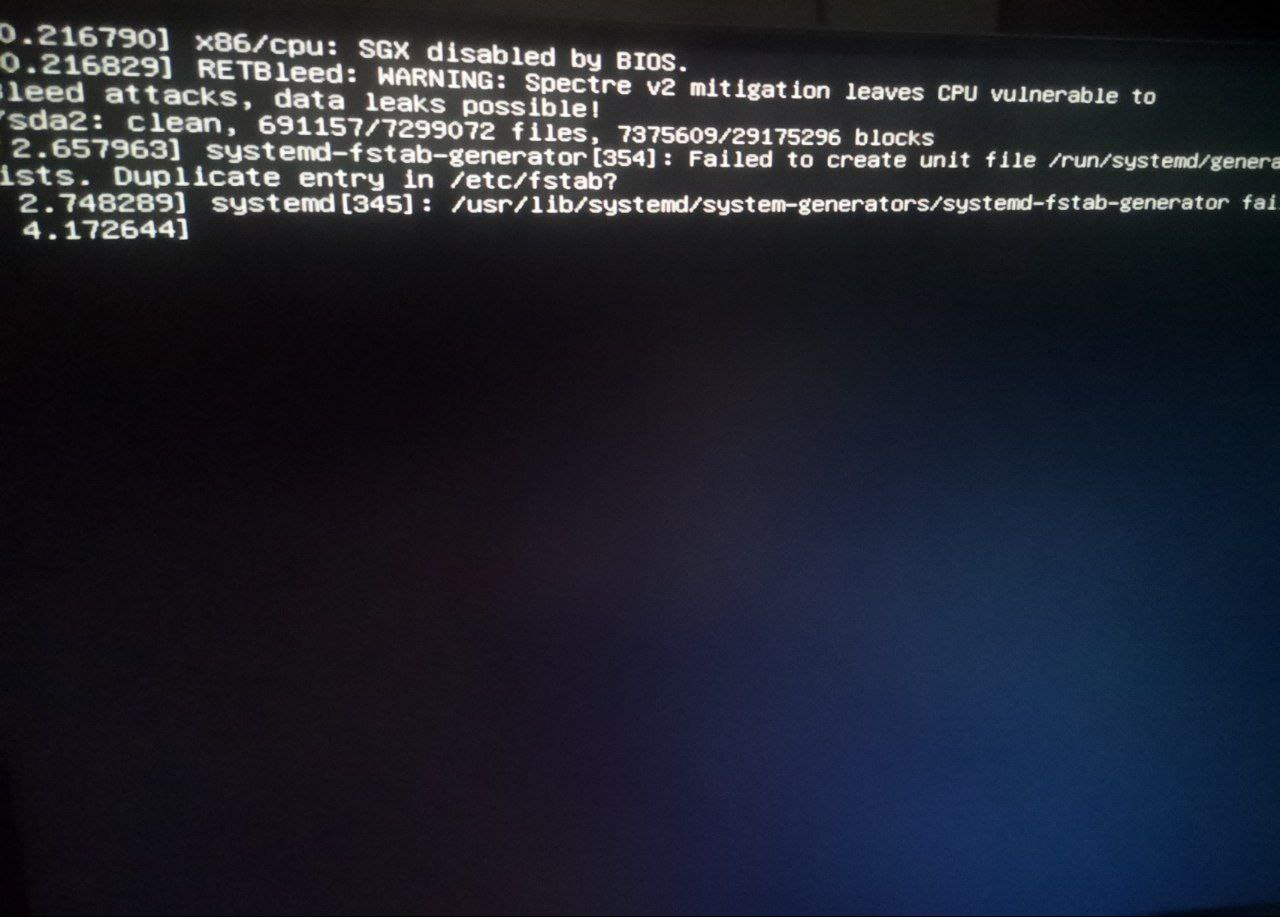 0.216790] x86/cpu: SGX disabled by BIOS.
0.216829] RETBleed: WARNING: Spectre v2 mitigation leaves CPU vulnerable to
leed attacks, data leaks possible!
/sda2: clean, 691157/7299072 files, 7375609/29175296 blocks
2.657963] systemd-fstab-generator[354]: Failed to create unit file /run/systemd/genera
ists. Duplicate entry in /etc/fstab?
2.748289] systemd[345]: /usr/lib/systemd/system-generators/systemd-fstab-generator fai
4.172644]